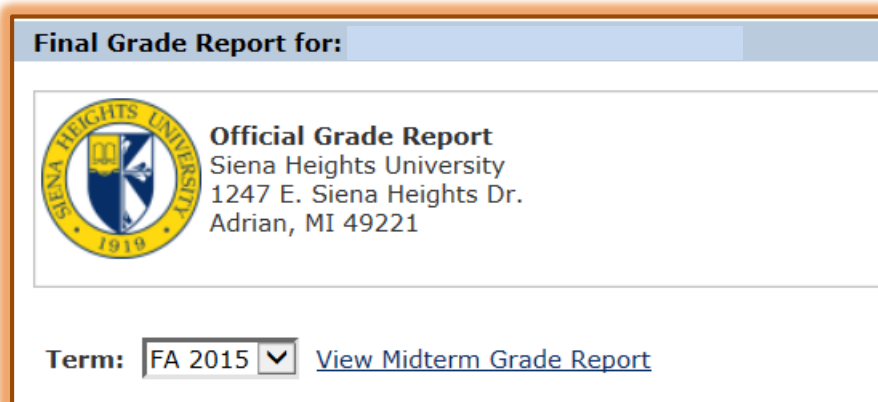 Final Grade Report for:
SIENA HEIGHTS UNIVERSITY
1919
Official Grade Report
Siena Heights University
1247 E. Siena Heights Dr.
Adrian, MI 49221
Term: FA 2015 View Midterm Grade Report